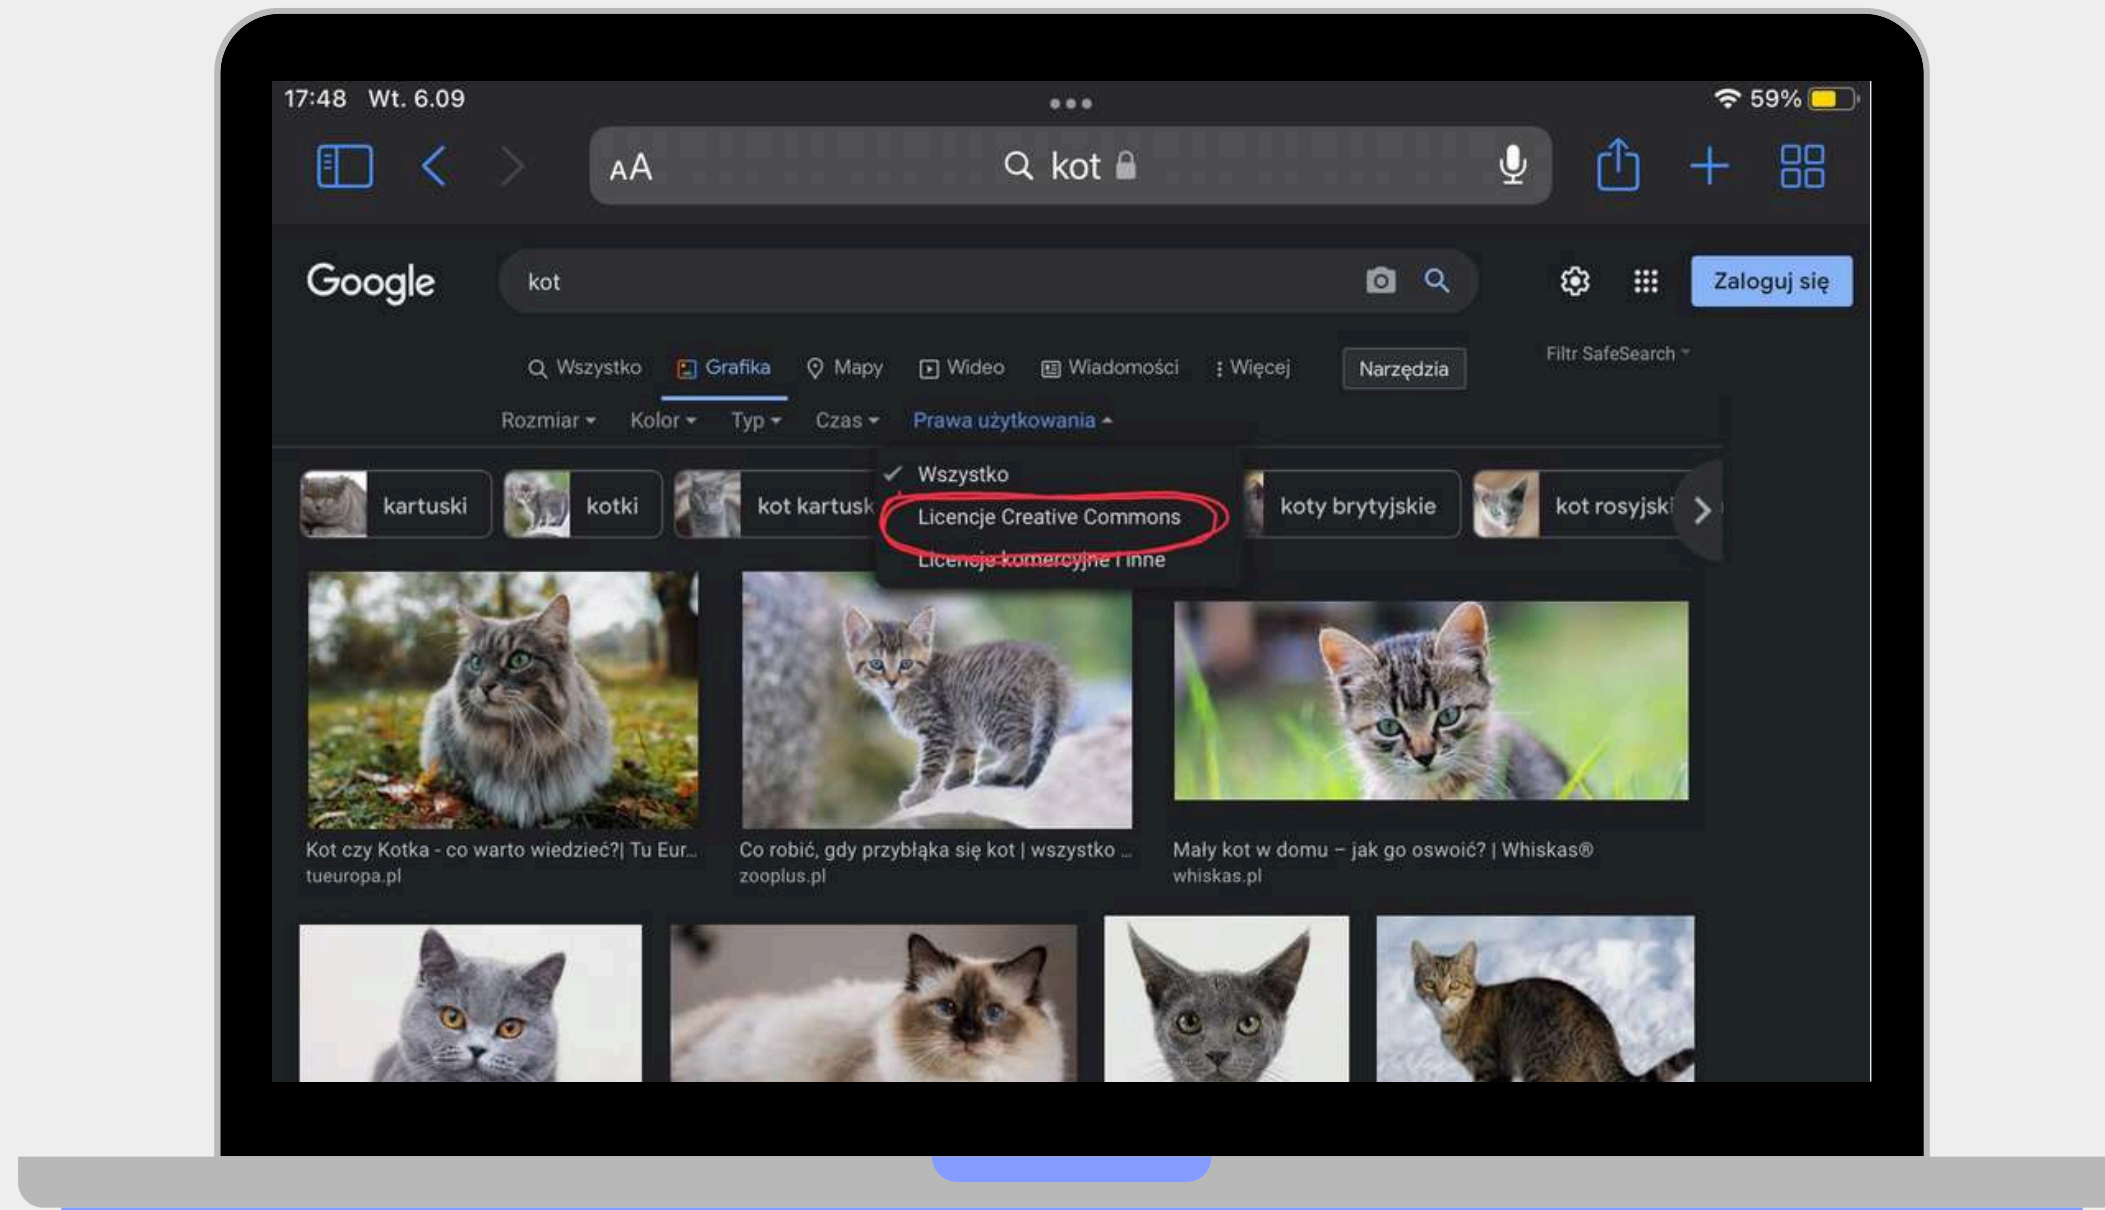 17:48 Wt. 6.09
59%
AA
kot
Google
kot
Zaloguj się
Wszystko Grafika Mapy Wideo Wiadomości Więcej Narzędzia Filtr SafeSearch
Rozmiar Kolor Typ Czas Prawa użytkowania
Wszystko
Licencje Creative Commons
Licencje komercyjne i inne
kartuski kotki kot kartusk koty brytyjskie kot rosyjski
Kot czy Kotka - co warto wiedzieć?| Tu Eur...
tueuropa.pl
Co robić, gdy przybłąka się kot | wszystko ...
zooplus.pl
Mały kot w domu – jak go oswoić? | Whiskas®
whiskas.pl